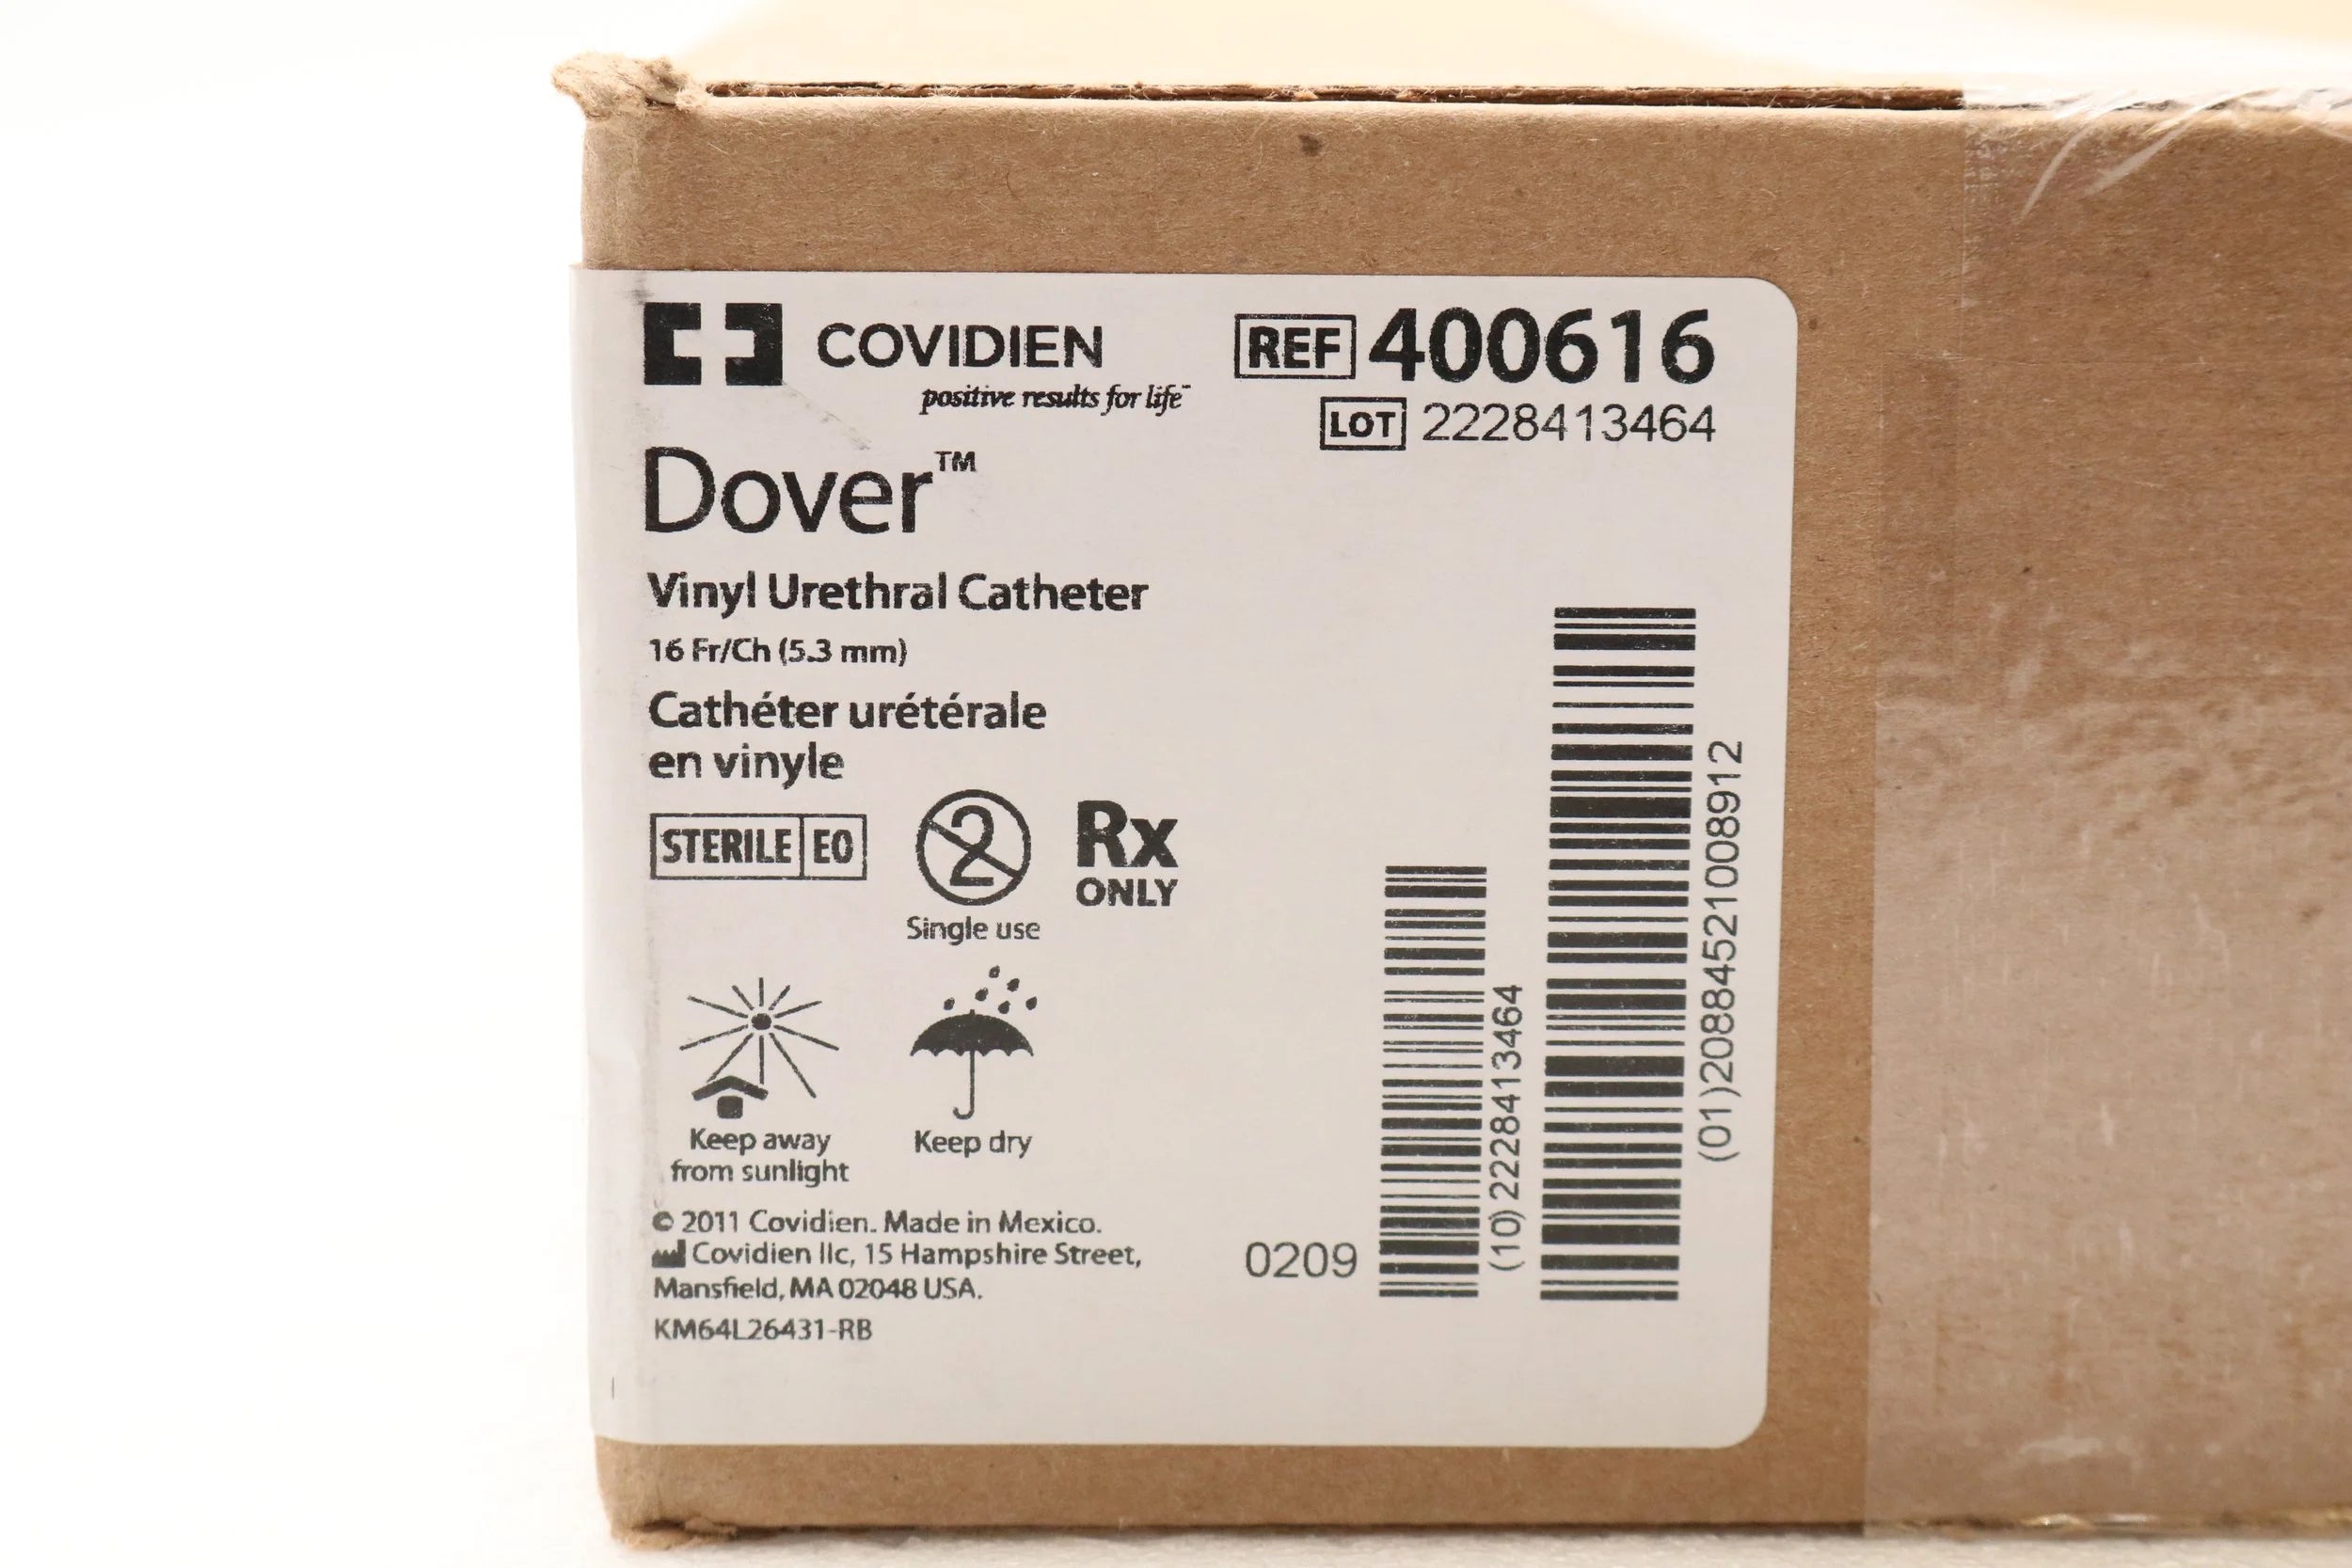 COVIDIEN
positive results for life™
REF 400616
LOT 2228413464
Dover™
Vinyl Urethral Catheter
16 Fr/Ch (5.3 mm)
Cathéter urétérale
en vinyle
STERILE EO
2
Single use
Rx
ONLY
Keep away
from sunlight
Keep dry
© 2011 Covidien. Made in Mexico.
Covidien llc, 15 Hampshire Street,
Mansfield, MA 02048 USA.
KM64L26431-RB
0209
(10) 2228413464
(01)20884521008912